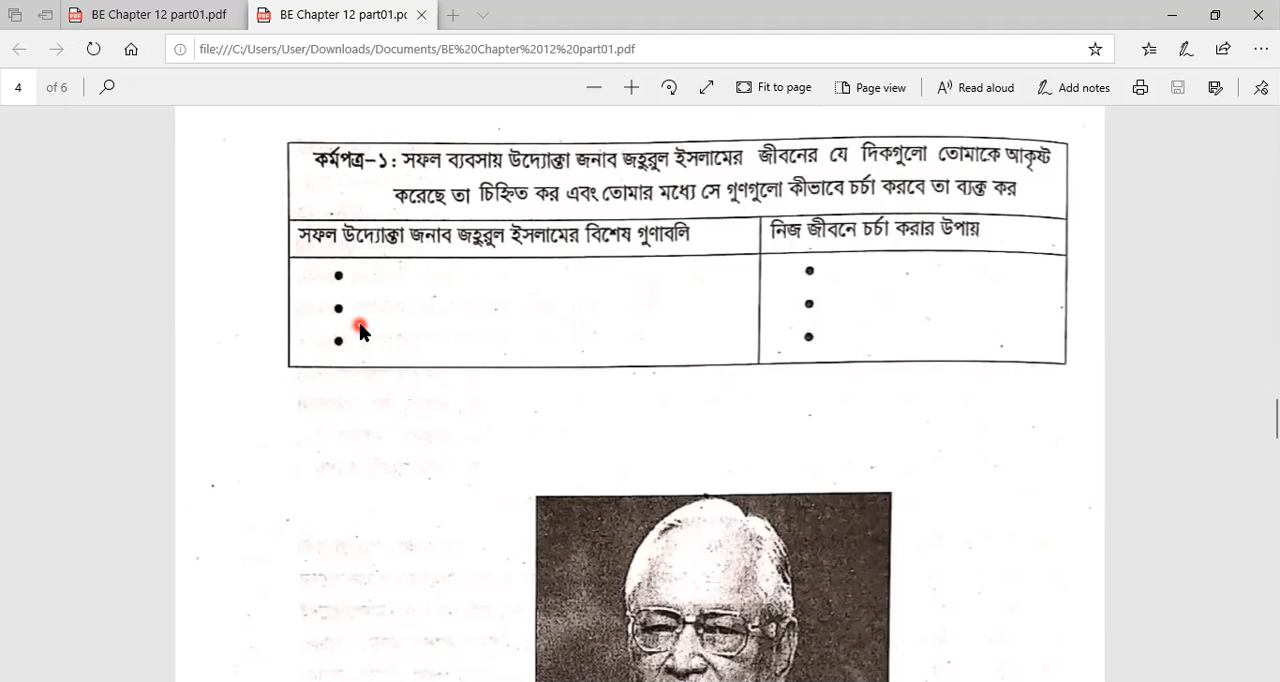 BE Chapter 12 part01.pdf
BE Chapter 12 part01.pc
file:///C:/Users/User/Downloads/Documents/BE%20Chapter%2012%20part01.pdf
4 of 6
Fit to page
Page view
Read aloud
Add notes
কর্মপত্র-১: সফল ব্যবসায় উদ্যোক্তা জনাব জহুরুল ইসলামের জীবনের যে দিকগুলো তোমাকে আকৃষ্ট
করেছে তা চিহ্নিত কর এবং তোমার মধ্যে সে গুণগুলো কীভাবে চর্চা করবে তা ব্যক্ত কর
সফল উদ্যোক্তা জনাব জহুরুল ইসলামের বিশেষ গুণাবলি
নিজ জীবনে চর্চা করার উপায়